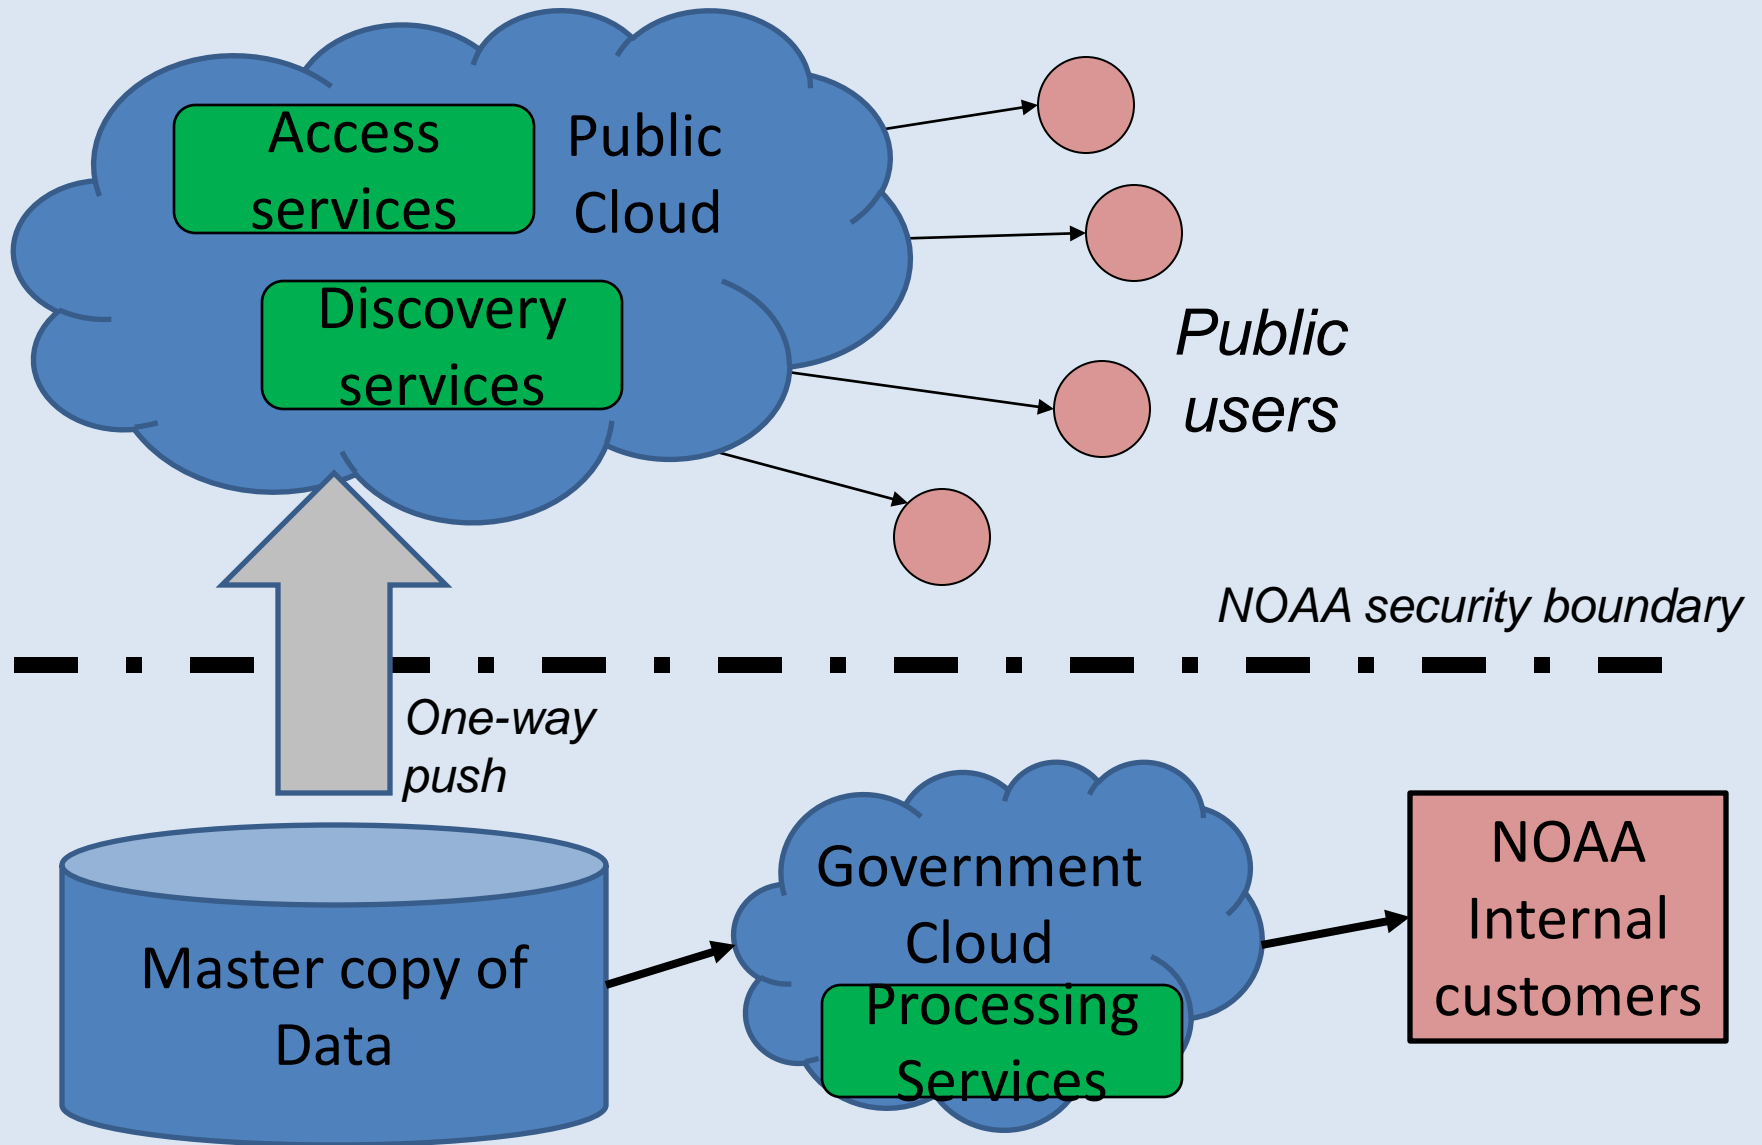 Access
services
Public
Cloud
Discovery
services
Public
users
NOAA security boundary
One-way
push
Master copy of
Data
Government
Cloud
Processing
Services
NOAA
Internal
customers